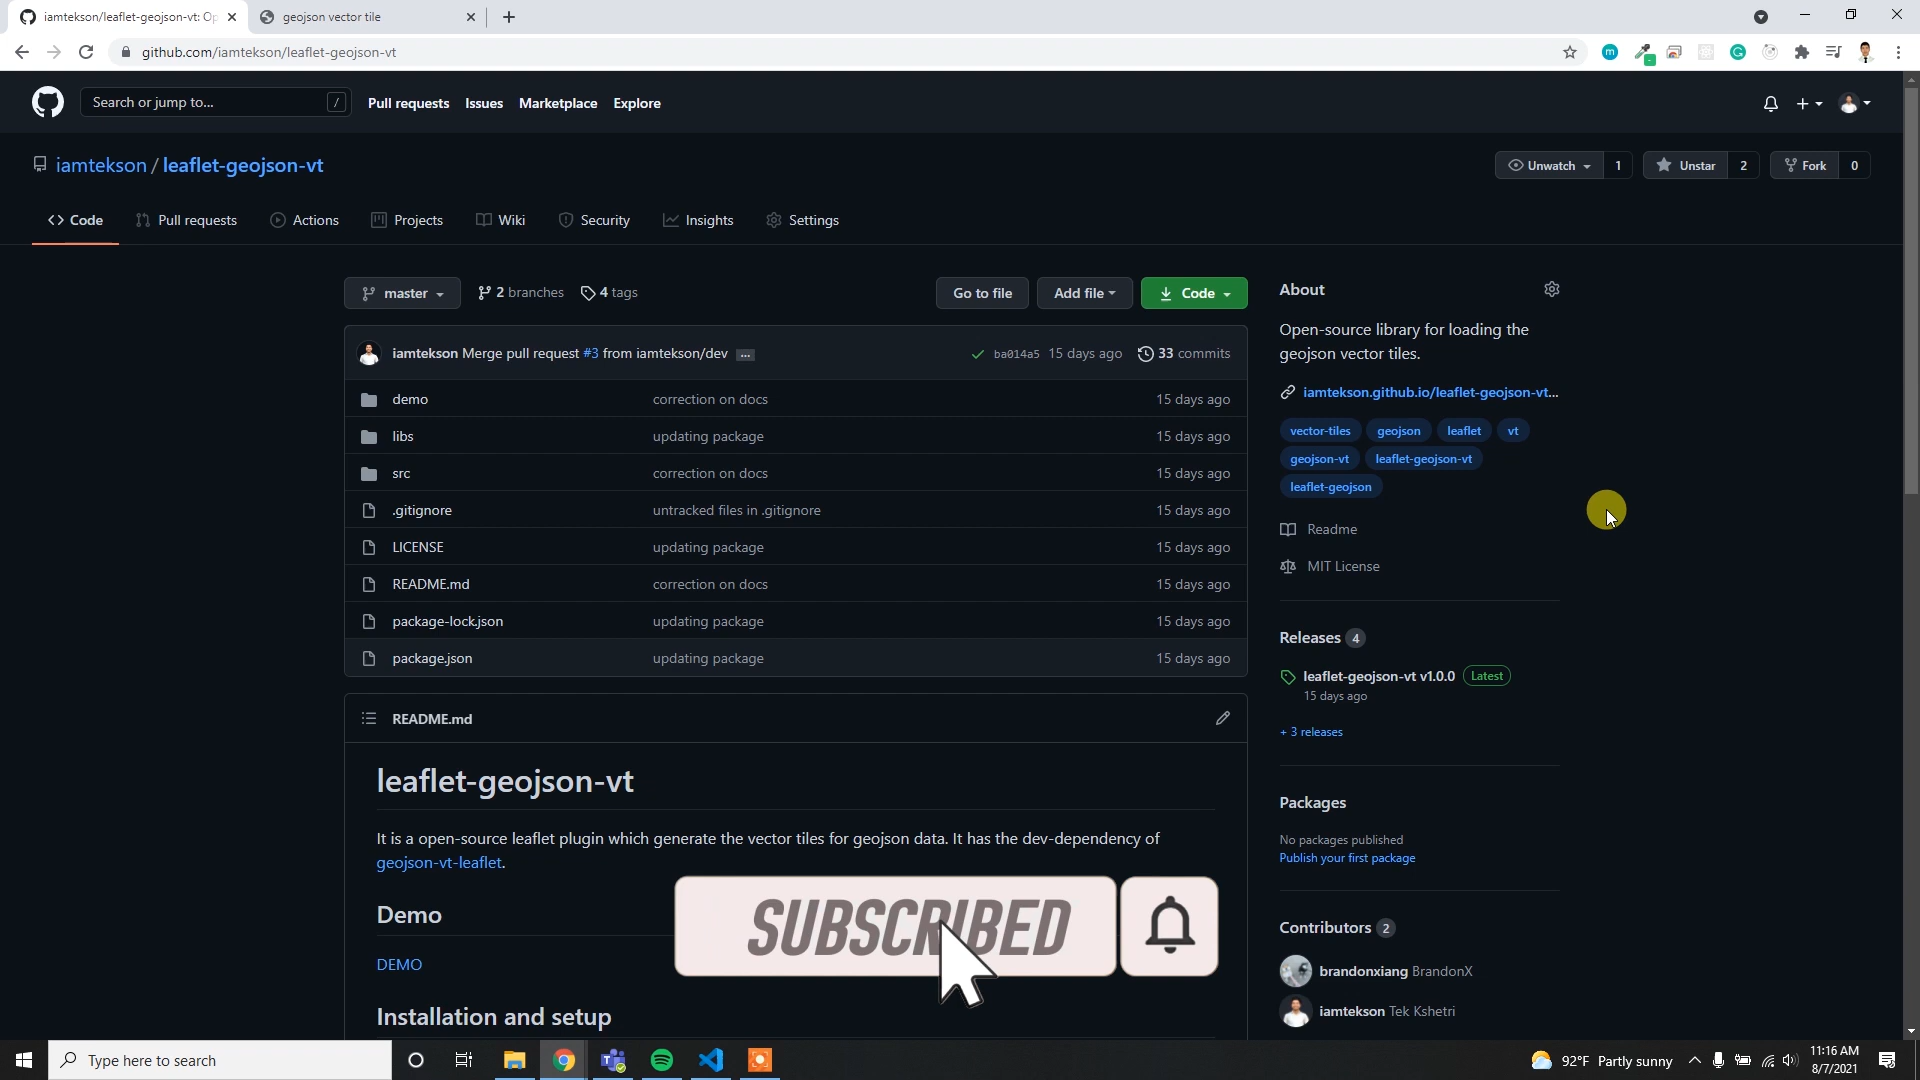 iamtekson/leaflet-geojson-vt: Op
geojson vector tile
github.com/iamtekson/leaflet-geojson-vt
Search or jump to... /
Pull requests Issues Marketplace Explore
iamtekson / leaflet-geojson-vt
Unwatch 1 Unstar 2 Fork 0
Code Pull requests Actions Projects Wiki Security Insights Settings
master 2 branches 4 tags Go to file Add file Code
iamtekson Merge pull request #3 from iamtekson/dev ... ba014a5 15 days ago 33 commits
demo correction on docs 15 days ago
libs updating package 15 days ago
src correction on docs 15 days ago
.gitignore untracked files in .gitignore 15 days ago
LICENSE updating package 15 days ago
README.md correction on docs 15 days ago
package-lock.json updating package 15 days ago
package.json updating package 15 days ago
README.md
leaflet-geojson-vt
It is a open-source leaflet plugin which generate the vector tiles for geojson data. It has the dev-dependency of
geojson-vt-leaflet.
Demo
DEMO
Installation and setup
SUBSCRIBED
About
Open-source library for loading the
geojson vector tiles.
iamtekson.github.io/leaflet-geojson-vt...
vector-tiles geojson leaflet vt
geojson-vt leaflet-geojson-vt
leaflet-geojson
Readme
MIT License
Releases 4
leaflet-geojson-vt v1.0.0 Latest
15 days ago
+ 3 releases
Packages
No packages published
Publish your first package
Contributors 2
brandonxiang BrandonX
iamtekson Tek Kshetri
Type here to search
92°F Partly sunny
11:16 AM
8/7/2021